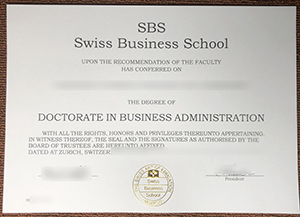 SBS
Swiss Business School
UPON THE RECOMMENDATION OF THE FACULTY
HAS CONFERRED ON
THE DEGREE OF
DOCTORATE IN BUSINESS ADMINISTRATION
WITH ALL THE RIGHTS, HONORS AND PRIVILEGES THEREUNTO APPERTAINING.
IN WITNESS THEREOF, THE SEAL AND THE SIGNATURES AS AUTHORISED BY THE
BOARD OF TRUSTEES ARE HEREUNTO AFFIXED
DATED AT ZURICH, SWITZER
Swiss
Business
School
President